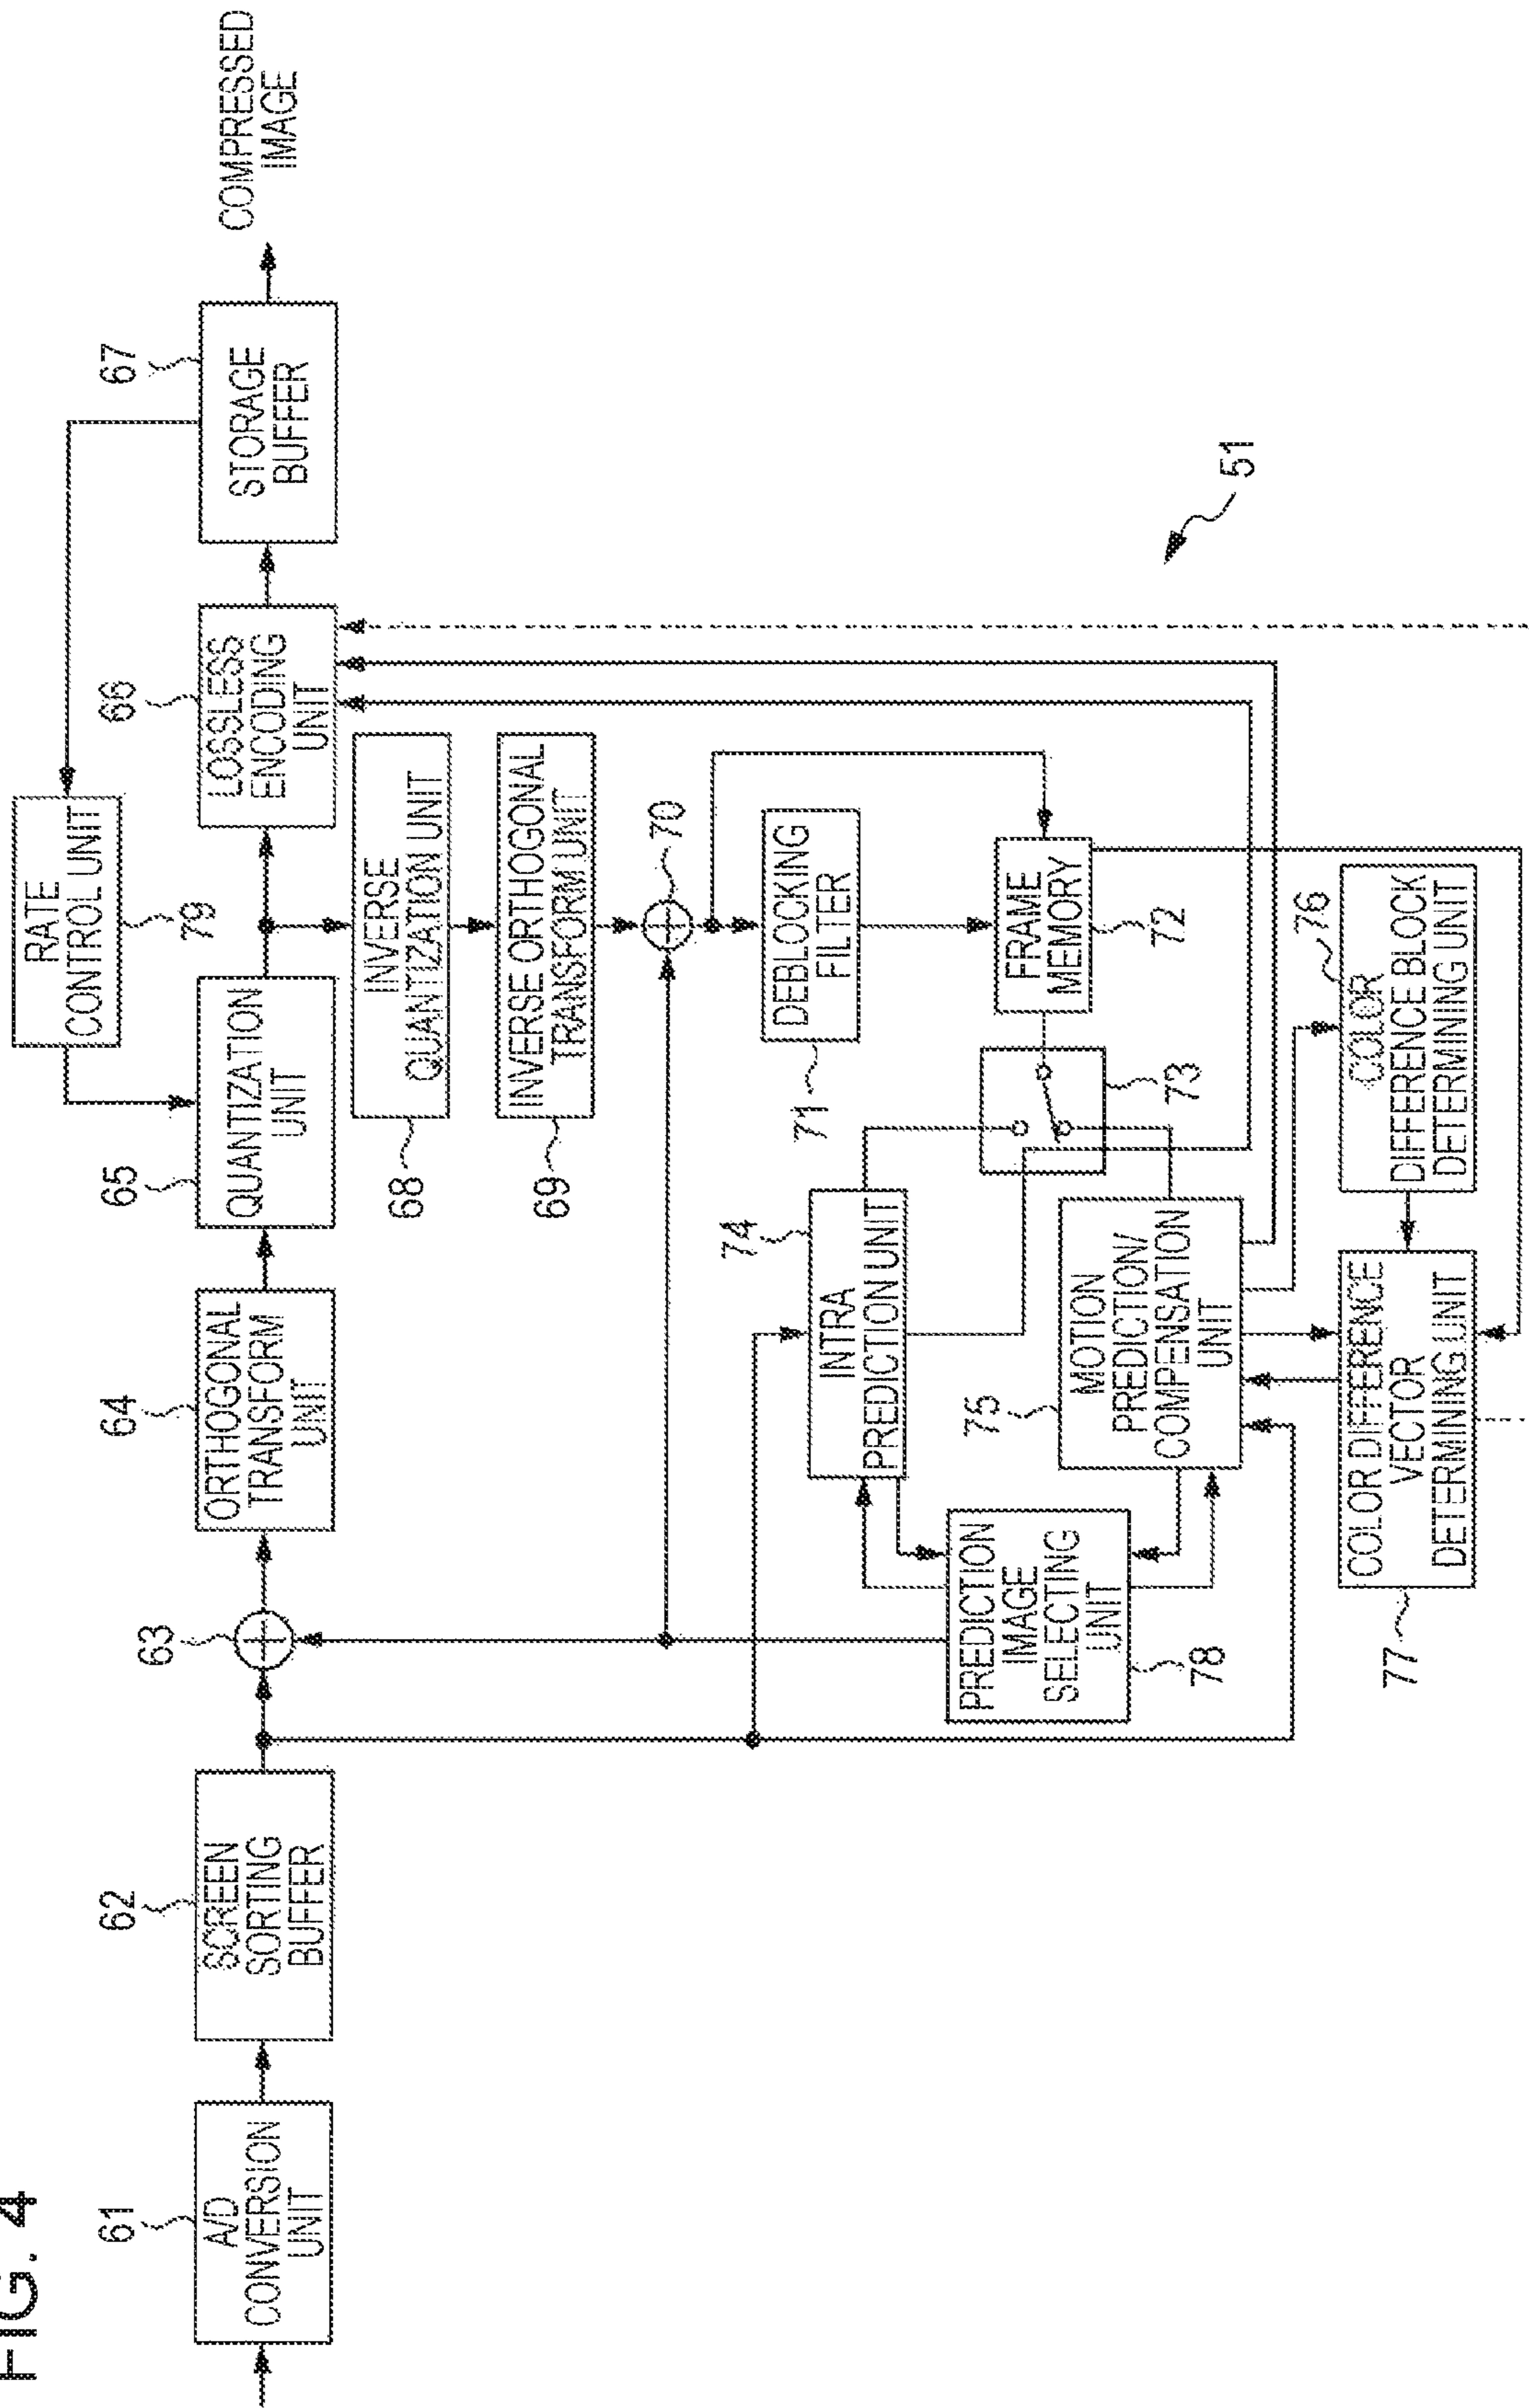 FIG. 4
RATE
CONTROL UNIT
79
61
A/D
CONVERSION
UNIT
62
SCREEN
SORTING
BUFFER
63
64
ORTHOGONAL
TRANSFORM
UNIT
65
QUANTIZATION
UNIT
66
LOSSLESS
ENCODING
UNIT
67
STORAGE
BUFFER
COMPRESSED
IMAGE
INVERSE
QUANTIZATION UNIT
68
INVERSE ORTHOGONAL
TRANSFORM UNIT
69
70
DEBLOCKING
FILTER
71
FRAME
MEMORY
72
73
74
INTRA
PREDICTION UNIT
75
MOTION
PREDICTION/
COMPENSATION
UNIT
PREDICTION
IMAGE
SELECTING
UNIT
78
76
COLOR
DIFFERENCE BLOCK
DETERMINING UNIT
COLOR DIFFERENCE
VECTOR
DETERMINING UNIT
77
51